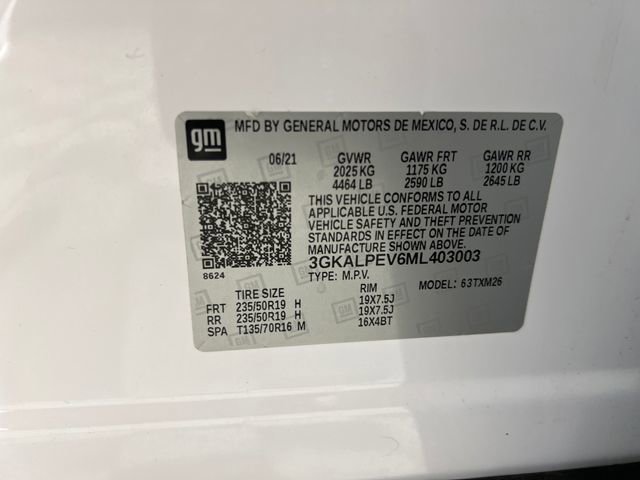 gm MFD BY GENERAL MOTORS DE MEXICO, S. DE R.L. DE C.V.
06/21 GVWR GAWR FRT GAWR RR
2025 KG 1175 KG 1200 KG
4464 LB 2590 LB 2645 LB
THIS VEHICLE CONFORMS TO ALL
APPLICABLE U.S. FEDERAL MOTOR
VEHICLE SAFETY AND THEFT PREVENTION
STANDARDS IN EFFECT ON THE DATE OF
MANUFACTURE SHOWN ABOVE.
3GKALPEV6ML403003
8624 TYPE: M.P.V. MODEL: 63TXM26
TIRE SIZE RIM
FRT 235/50R19 H 19X7.5J
RR 235/50R19 H 19X7.5J
SPA T135/70R16 M 16X4BT